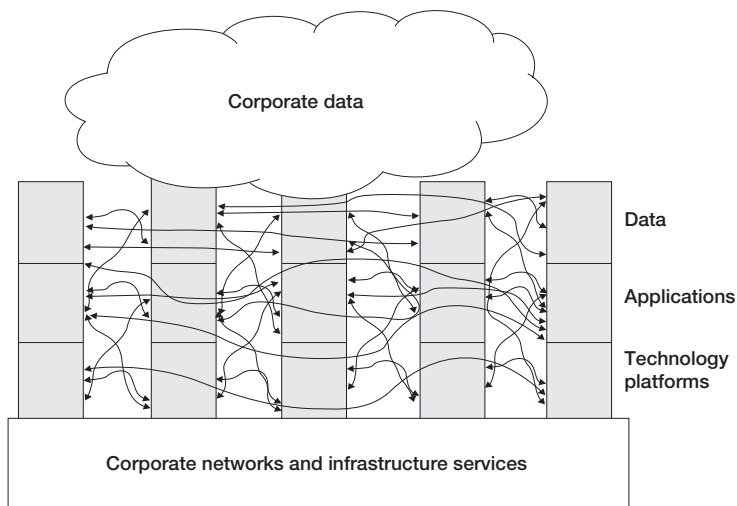 Corporate data
Data
Applications
Technology
platforms
Corporate networks and infrastructure services